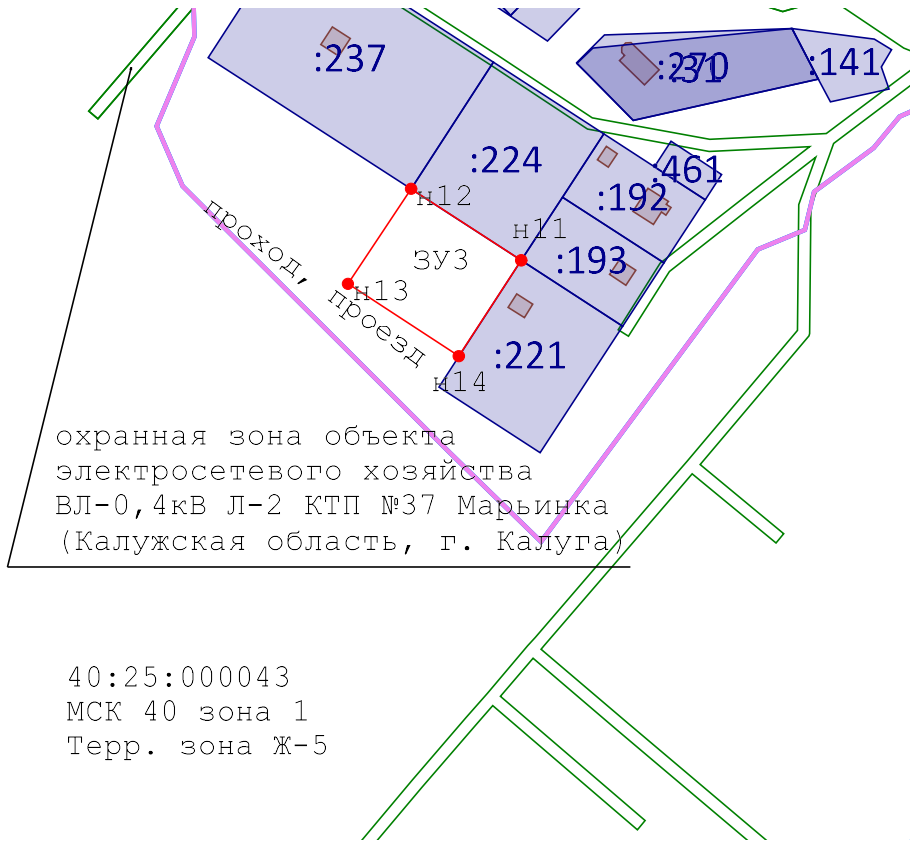 :237
:270
:31
:141
:224
:461
:192
н12
н11
:193
ЗУ3
н13
проход, проезд
:221
н14
охранная зона объекта
электросетевого хозяйства
ВЛ-0,4кВ Л-2 КТП №37 Марьинка
(Калужская область, г. Калуга)
40:25:000043
МСК 40 зона 1
Терр. зона Ж-5